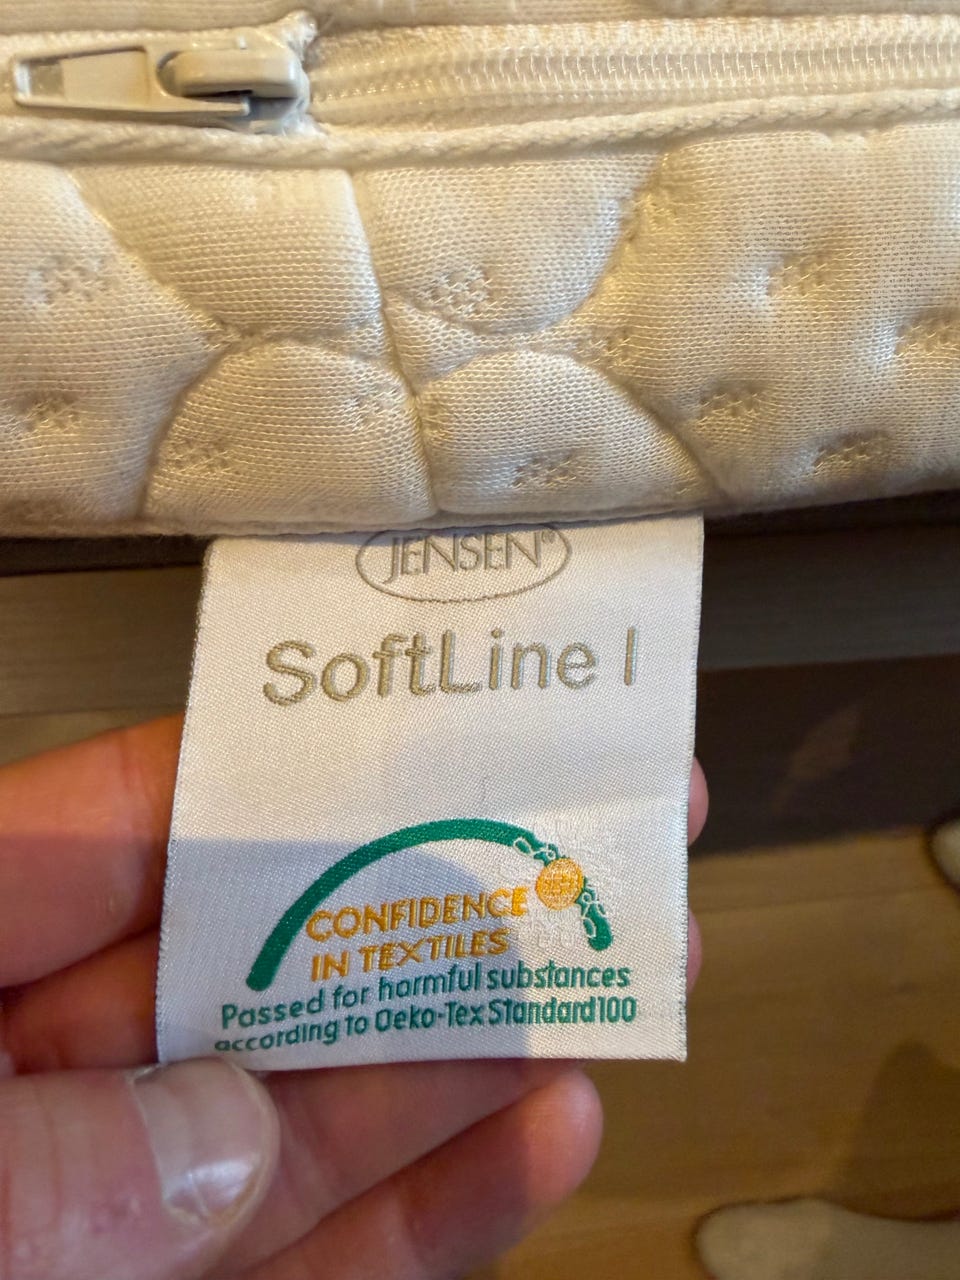 JENSEN®
SoftLine I
CONFIDENCE
IN TEXTILES
Passed for harmful substances
according to Oeko-Tex Standard 100